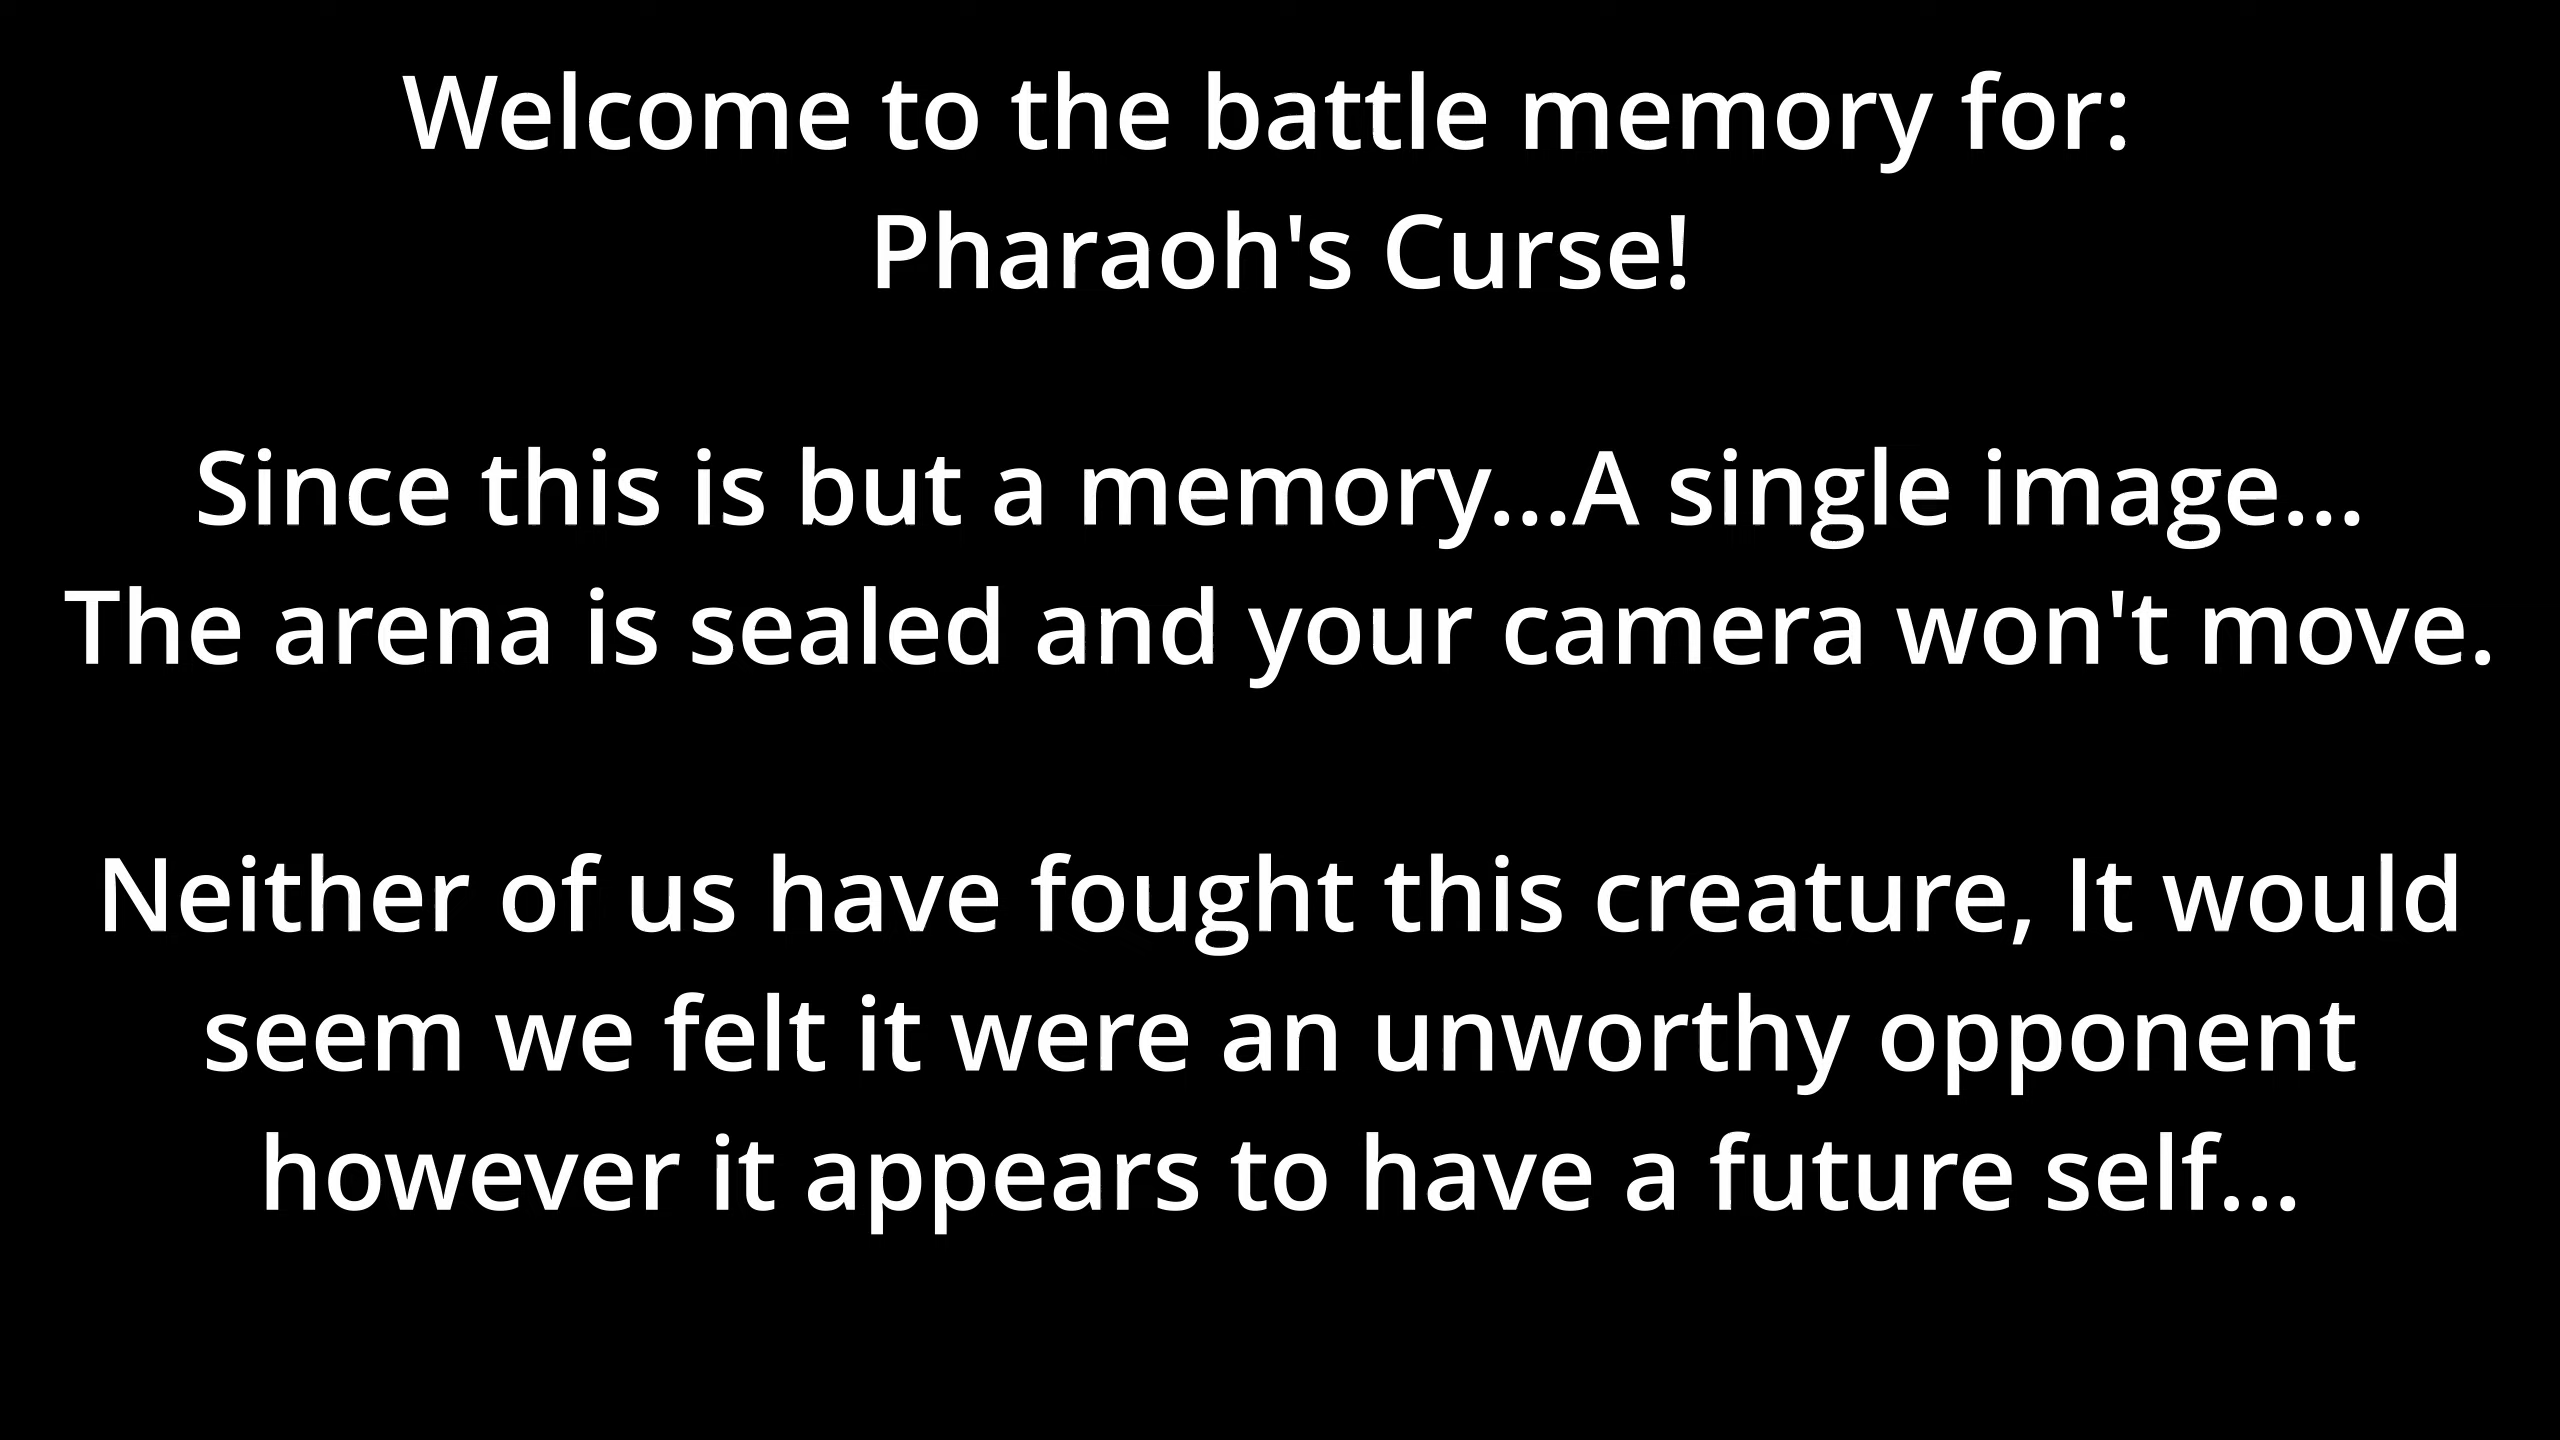 Welcome to the battle memory for:
Pharaoh's Curse!
Since this is but a memory...A single image...
The arena is sealed and your camera won't move.
Neither of us have fought this creature, It would
seem we felt it were an unworthy opponent
however it appears to have a future self...